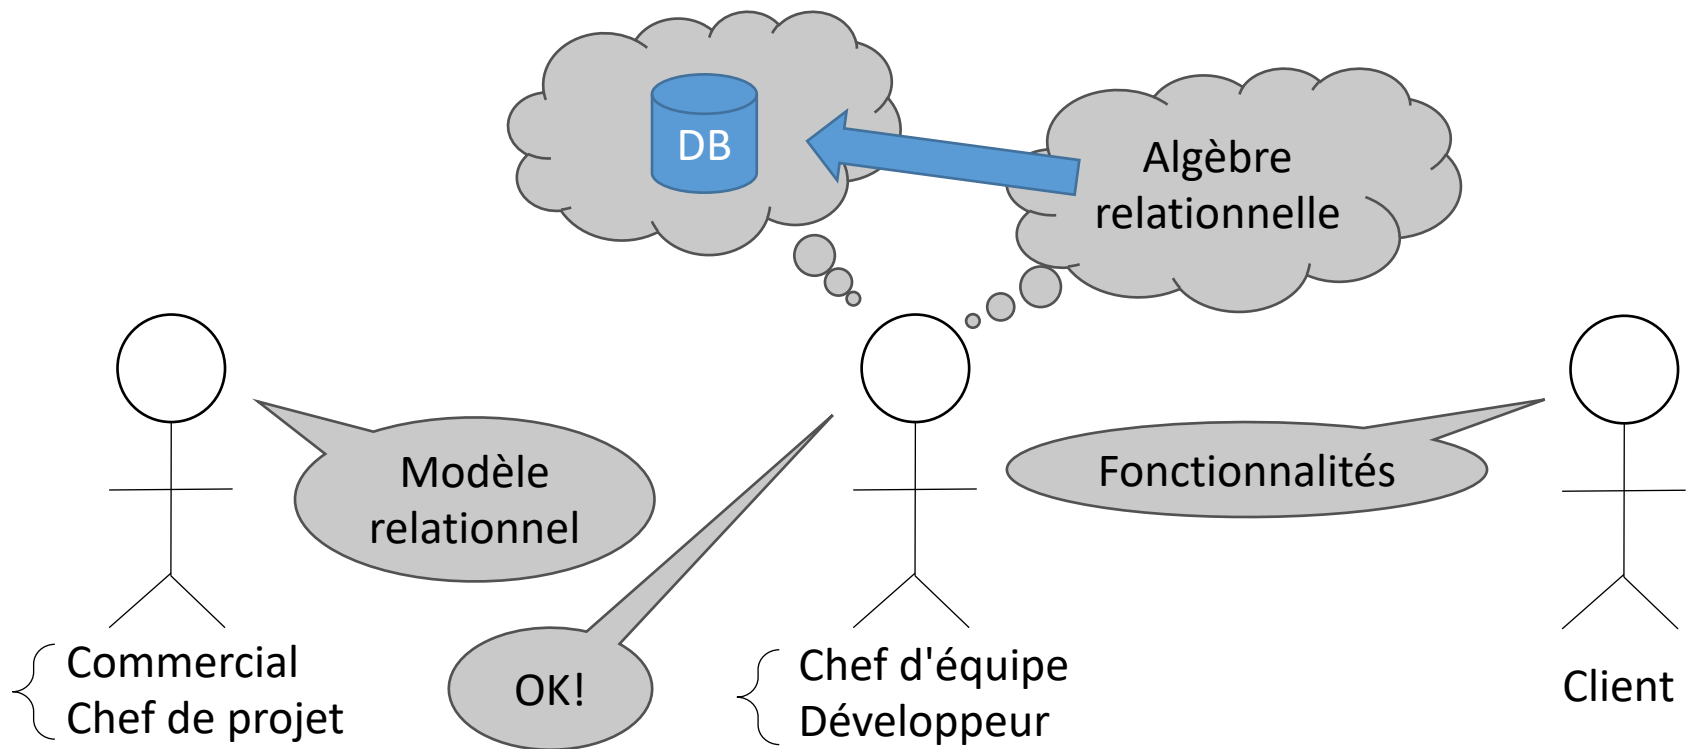 DB
Algèbre
relationnelle
Modèle
relationnel
Fonctionnalités
OK!
Commercial
Chef de projet
Chef d'équipe
Développeur
Client